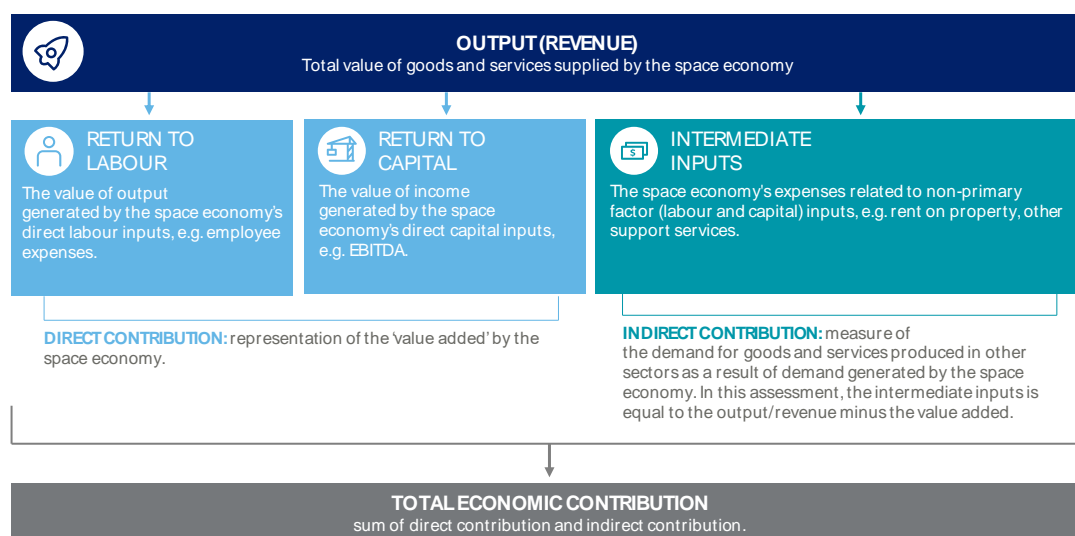 OUTPUT (REVENUE)
Total value of goods and services supplied by the space economy
RETURN TO
LABOUR
The value of output
generated by the space economy's
direct labour inputs, e.g. employee
expenses.
RETURN TO
CAPITAL
The value of income
generated by the space
economy's direct capital inputs,
e.g. EBITDA.
$
INTERMEDIATE
INPUTS
The space economy's expenses related to non-primary
factor (labour and capital) inputs, e.g. rent on property, other
support services.
DIRECT CONTRIBUTION: representation of the 'value added' by the
space economy.
INDIRECT CONTRIBUTION: measure of
the demand for goods and services produced in other
sectors as a result of demand generated by the space
economy. In this assessment, the intermediate inputs is
equal to the output/revenue minus the value added.
TOTAL ECONOMIC CONTRIBUTION
sum of direct contribution and indirect contribution.